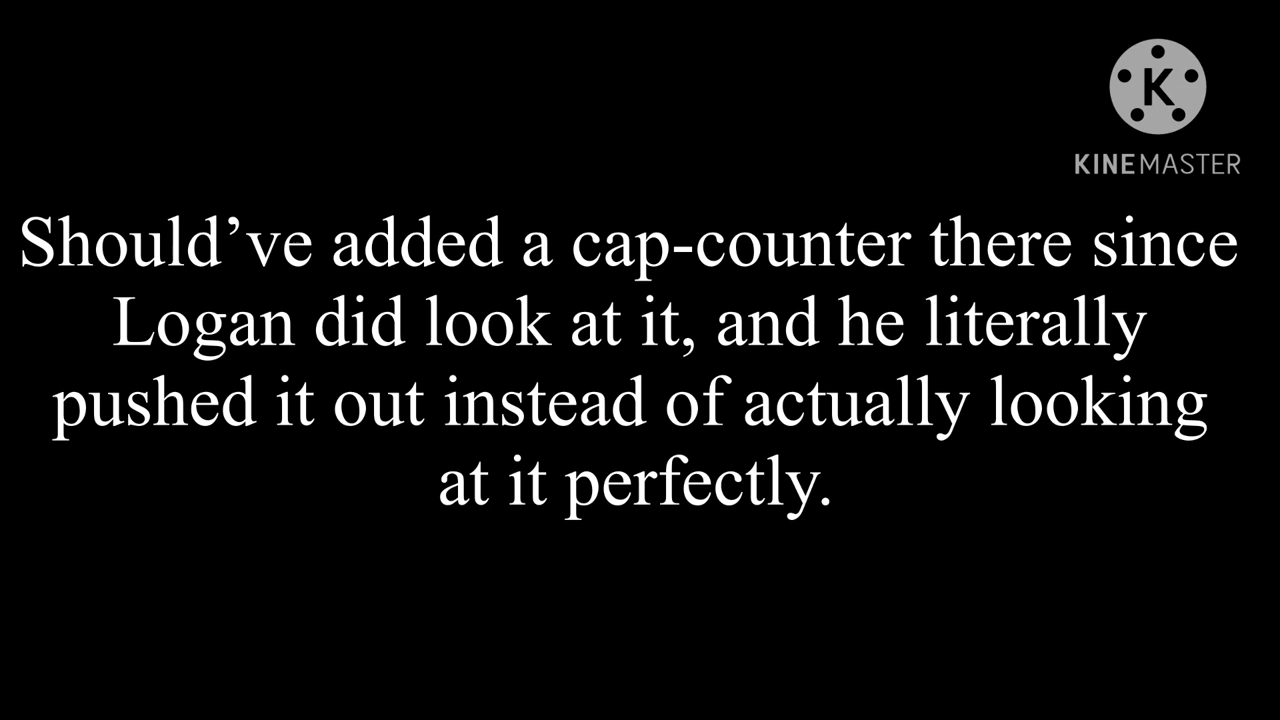 K
KINEMASTER
Should’ve added a cap-counter there since
Logan did look at it, and he literally
pushed it out instead of actually looking
at it perfectly.